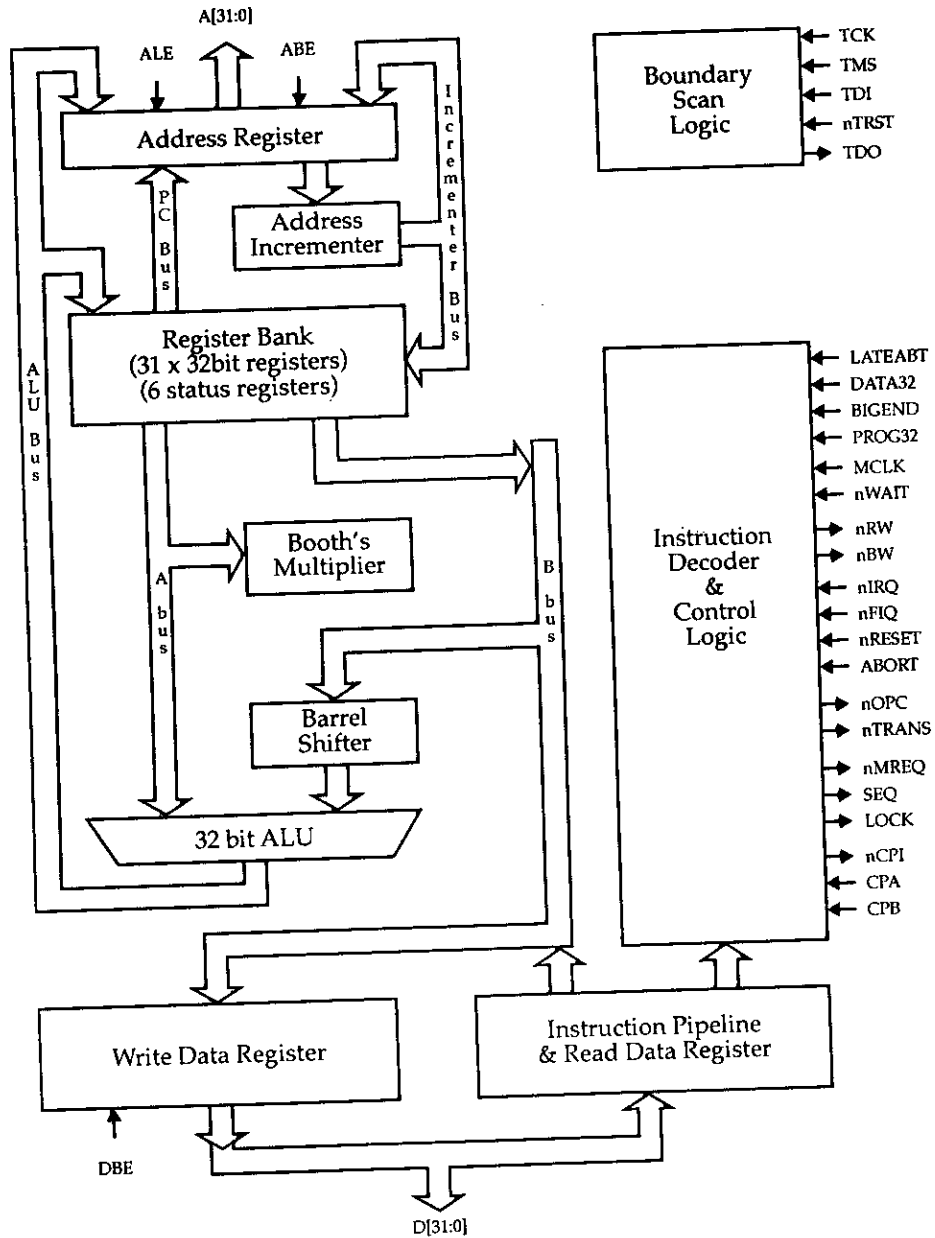 A[31:0]
ALE
ABE
Address Register
PC Bus
Incrementer Bus
Address
Incrementer
Register Bank
(31 x 32bit registers)
(6 status registers)
ALU Bus
A bus
Booth's
Multiplier
B bus
Barrel
Shifter
32 bit ALU
Write Data Register
DBE
Instruction Pipeline
& Read Data Register
D[31:0]
Boundary
Scan
Logic
TCK
TMS
TDI
nTRST
TDO
Instruction
Decoder
&
Control
Logic
LATEABT
DATA32
BIGEND
PROG32
MCLK
nWAIT
nRW
nBW
nIRQ
nFIQ
nRESET
ABORT
nOPC
nTRANS
nMREQ
SEQ
LOCK
nCPI
CPA
CPB